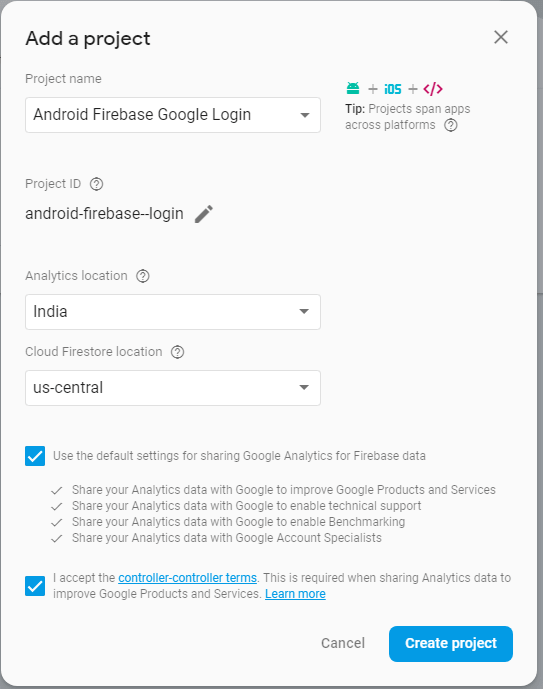 Add a project
Project name
Android Firebase Google Login
+ iOS + </>
Tip: Projects span apps
across platforms
Project ID
android-firebase--login
Analytics location
India
Cloud Firestore location
us-central
Use the default settings for sharing Google Analytics for Firebase data
Share your Analytics data with Google to improve Google Products and Services
Share your Analytics data with Google to enable technical support
Share your Analytics data with Google to enable Benchmarking
Share your Analytics data with Google Account Specialists
I accept the controller-controller terms. This is required when sharing Analytics data to
improve Google Products and Services. Learn more
Cancel
Create project